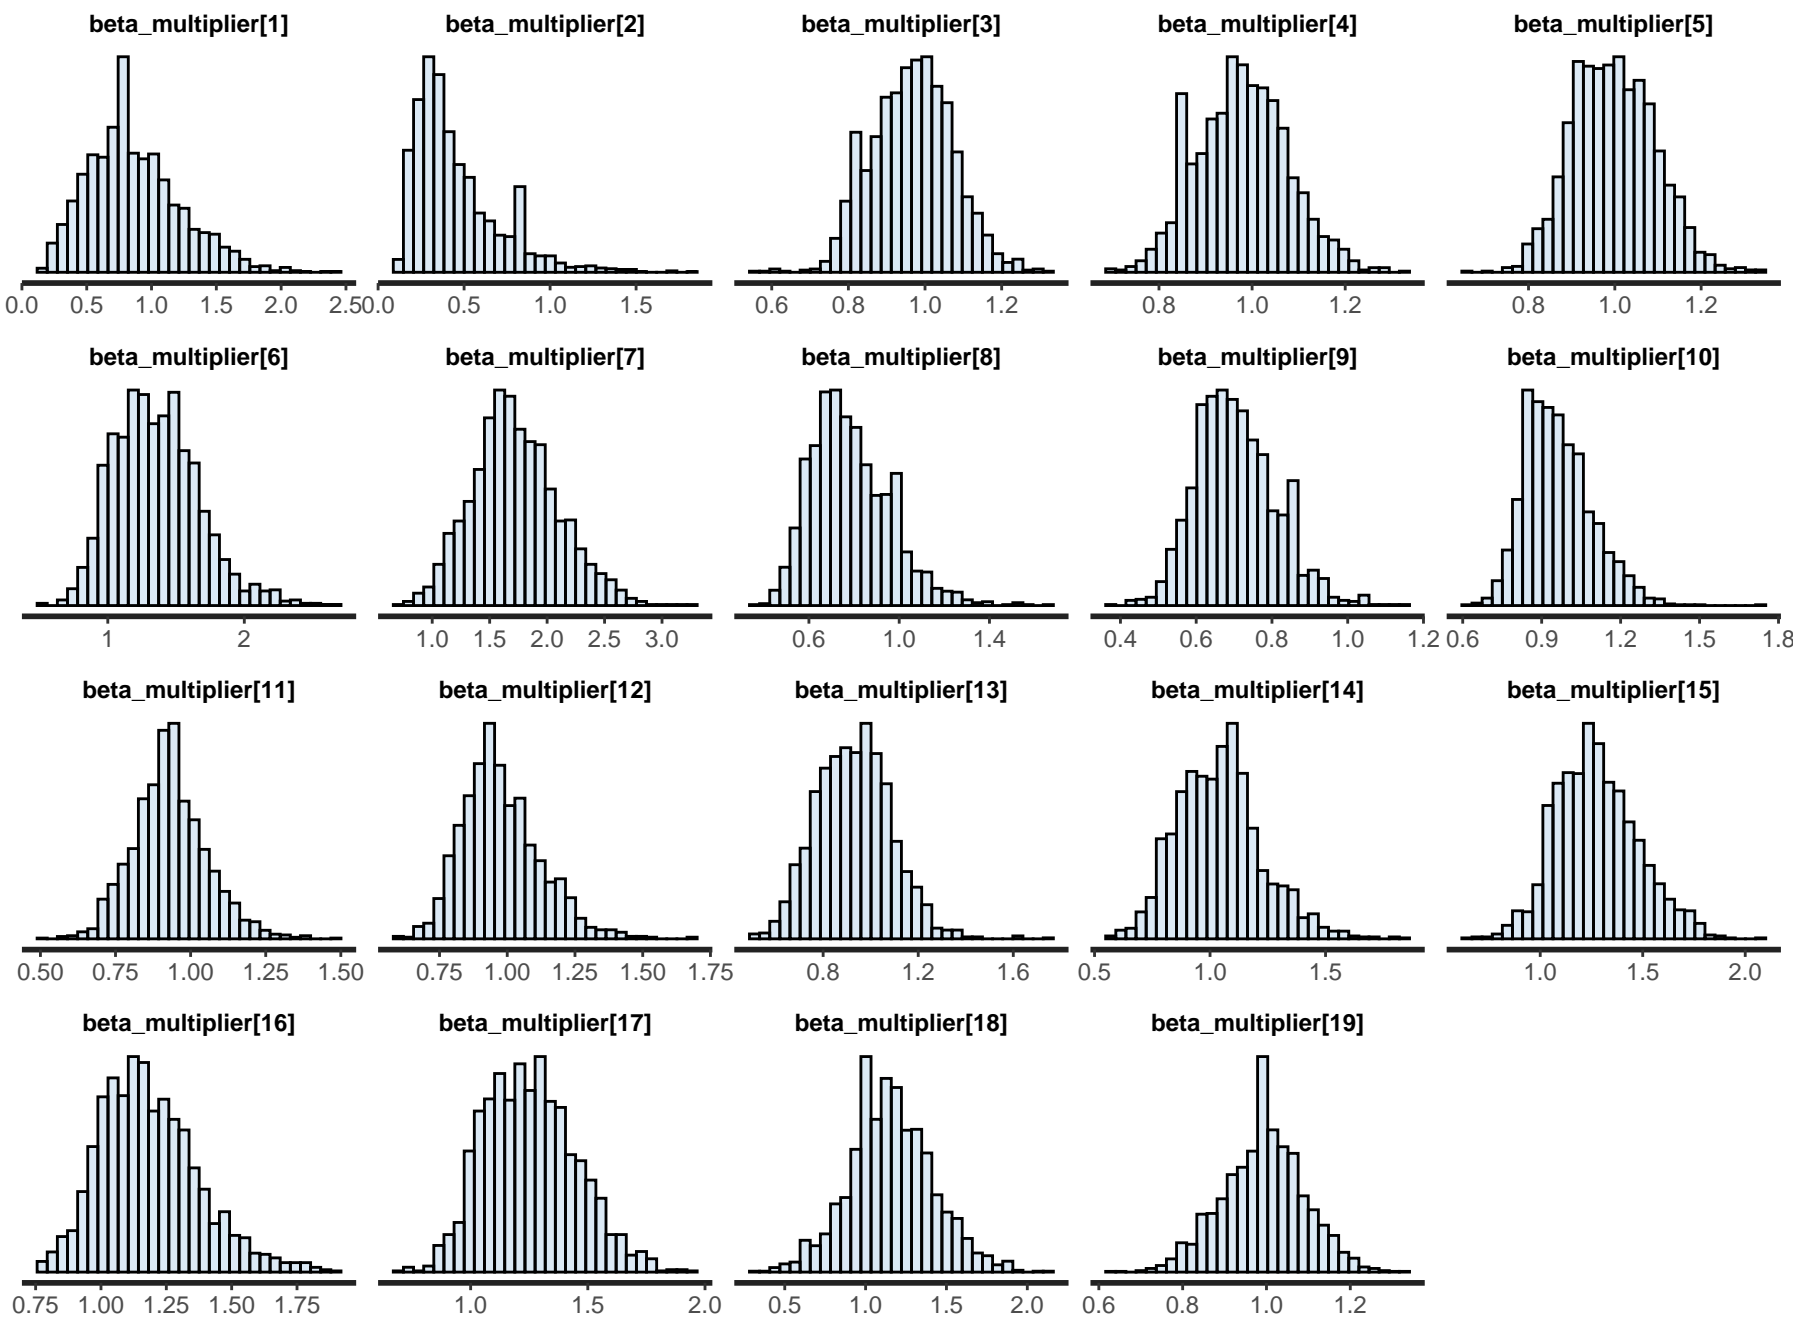 beta_multiplier[1] beta_multiplier[2] beta_multiplier[3] beta_multiplier[4] beta_multiplier[5]
0.0 0.5 1.0 1.5 2.0 2.5 0.0 0.5 1.0 1.5 0.6 0.8 1.0 1.2 0.8 1.0 1.2 0.8 1.0 1.2
beta_multiplier[6] beta_multiplier[7] beta_multiplier[8] beta_multiplier[9] beta_multiplier[10]
1 2 1.0 1.5 2.0 2.5 3.0 0.6 1.0 1.4 0.4 0.6 0.8 1.0 1.2 0.6 0.9 1.2 1.5 1.8
beta_multiplier[11] beta_multiplier[12] beta_multiplier[13] beta_multiplier[14] beta_multiplier[15]
0.50 0.75 1.00 1.25 1.50 0.75 1.00 1.25 1.50 1.75 0.8 1.2 1.6 0.5 1.0 1.5 1.0 1.5 2.0
beta_multiplier[16] beta_multiplier[17] beta_multiplier[18] beta_multiplier[19]
0.75 1.00 1.25 1.50 1.75 1.0 1.5 2.0 0.5 1.0 1.5 2.0 0.6 0.8 1.0 1.2